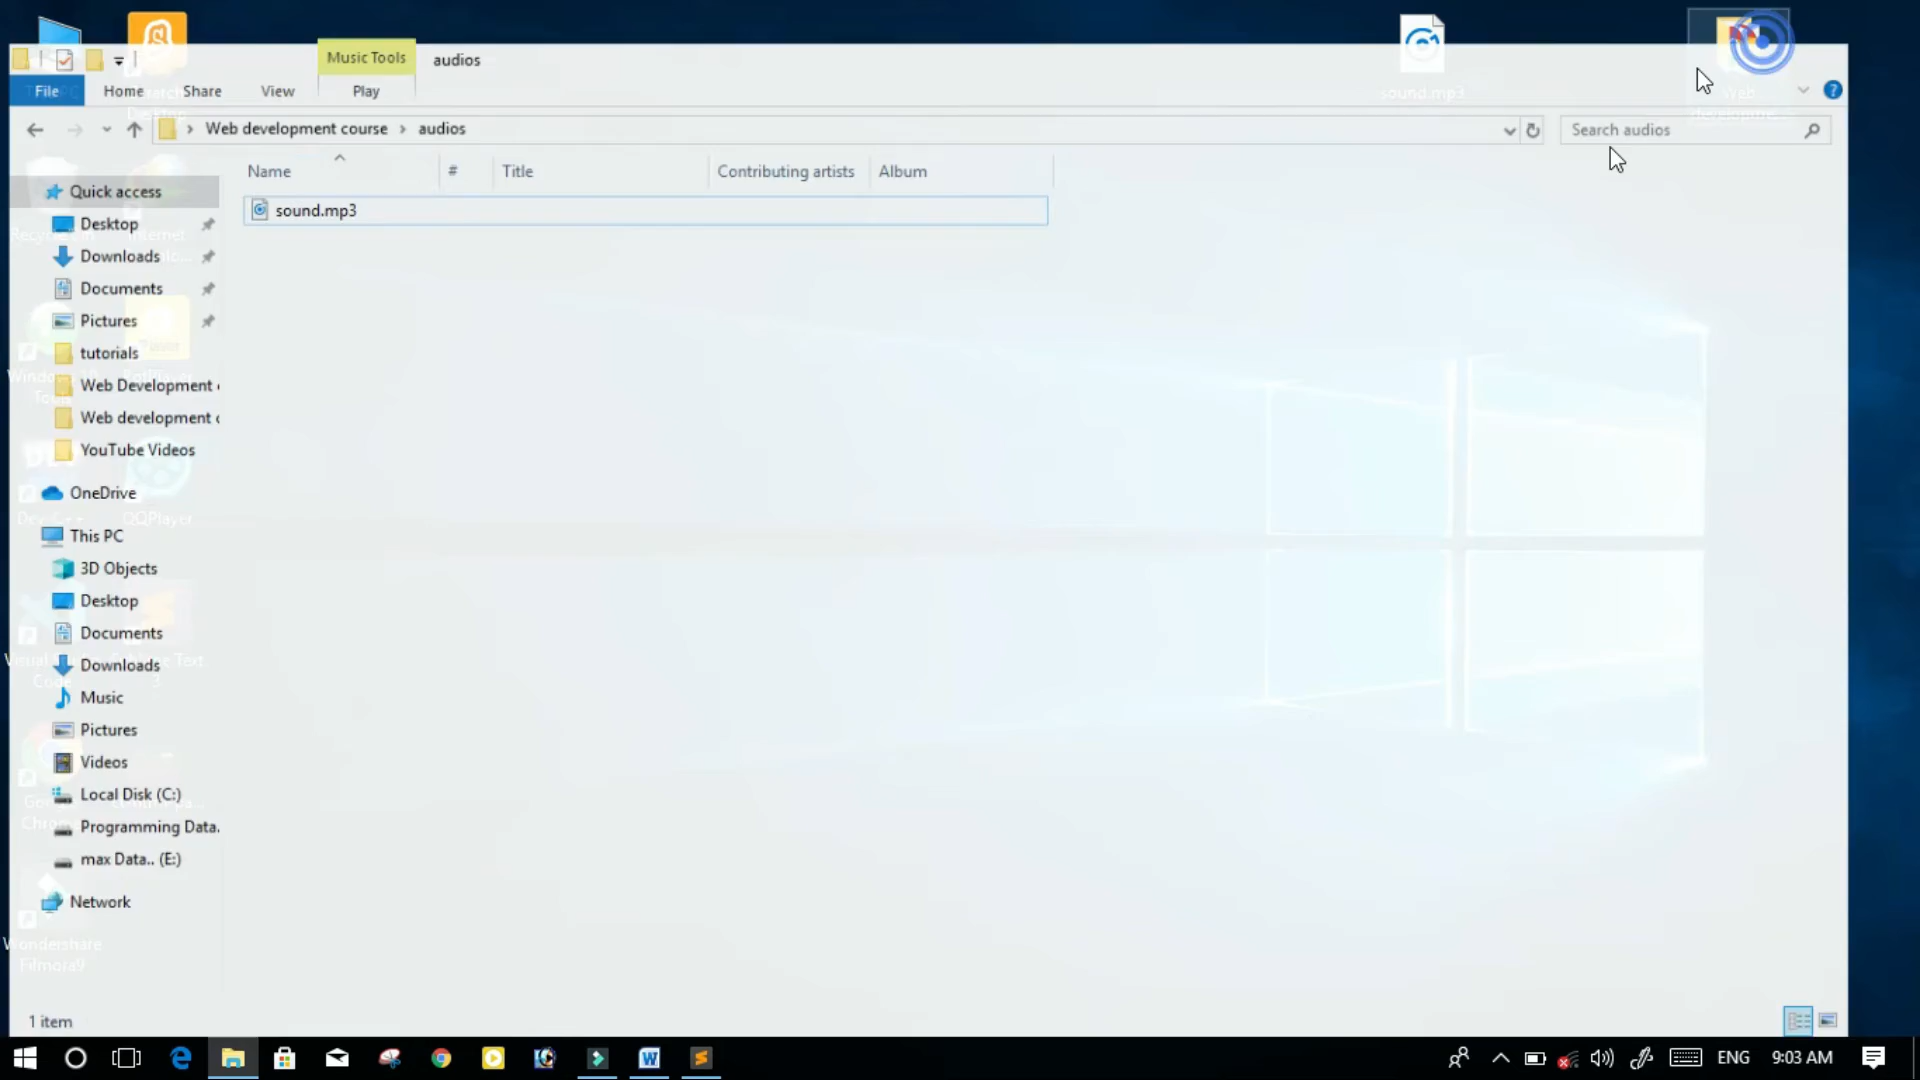 Music Tools
audios
File
Home
Share
View
Play
sound.mp3
Web development course
audios
Search audios
Name
#
Title
Contributing artists
Album
Quick access
sound.mp3
Desktop
Downloads
Documents
Pictures
tutorials
Web Development
Web development
YouTube Videos
OneDrive
QQPlayer
This PC
3D Objects
Desktop
Documents
Downloads
Music
Pictures
Videos
Local Disk (C:)
Programming Data.
max Data.. (E:)
Network
Wondershare
Filmora9
1 item
ENG
9:03 AM